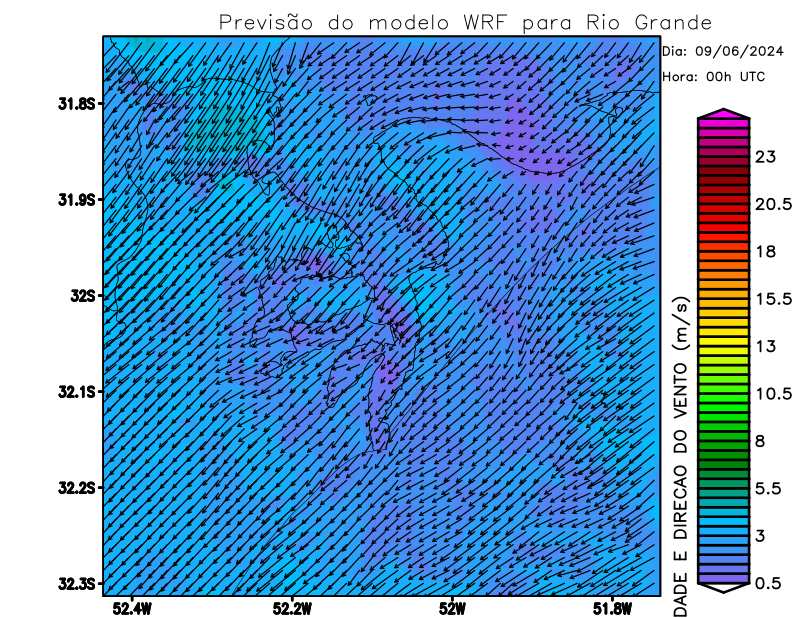 Previsão do modelo WRF para Rio Grande
Dia: 09/06/2024
Hora: 00h UTC
31.8S
31.9S
32S
32.1S
32.2S
32.3S
52.4W
52.2W
52W
51.8W
23
20.5
18
15.5
13
10.5
8
5.5
3
0.5
DADE E DIRECAO DO VENTO (m/s)